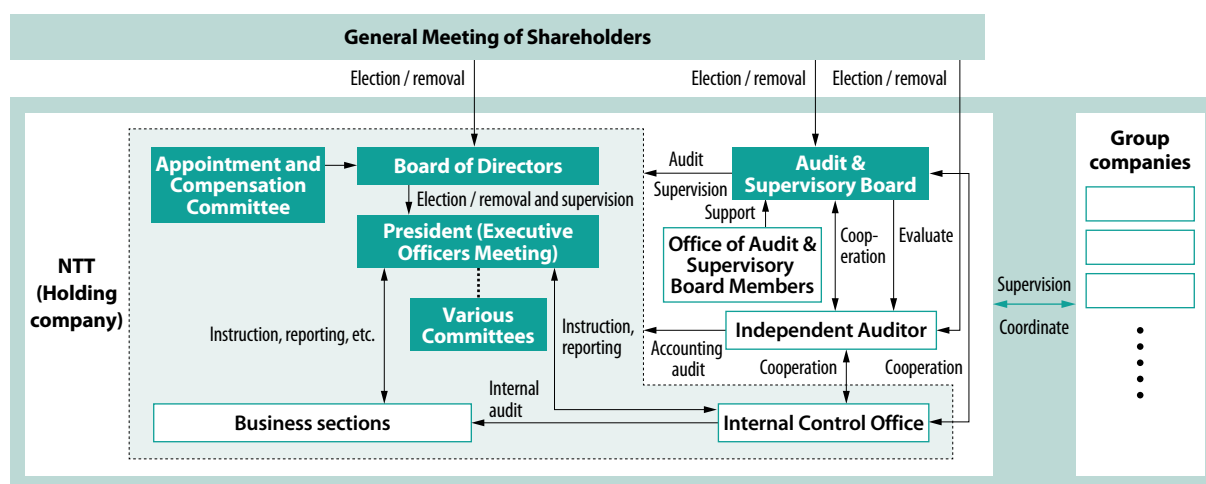 General Meeting of Shareholders
Election / removal
Election / removal
Election / removal
NTT
(Holding
company)
Appointment and
Compensation
Committee
Board of Directors
Election / removal and supervision
President (Executive
Officers Meeting)
Various
Committees
Instruction, reporting, etc.
Instruction,
reporting
Business sections
Internal
audit
Audit
Supervision
Audit &
Supervisory Board
Support
Office of Audit &
Supervisory
Board Members
Coop-
eration
Evaluate
Independent Auditor
Accounting
audit
Cooperation
Cooperation
Internal Control Office
Supervision
Coordinate
Group
companies